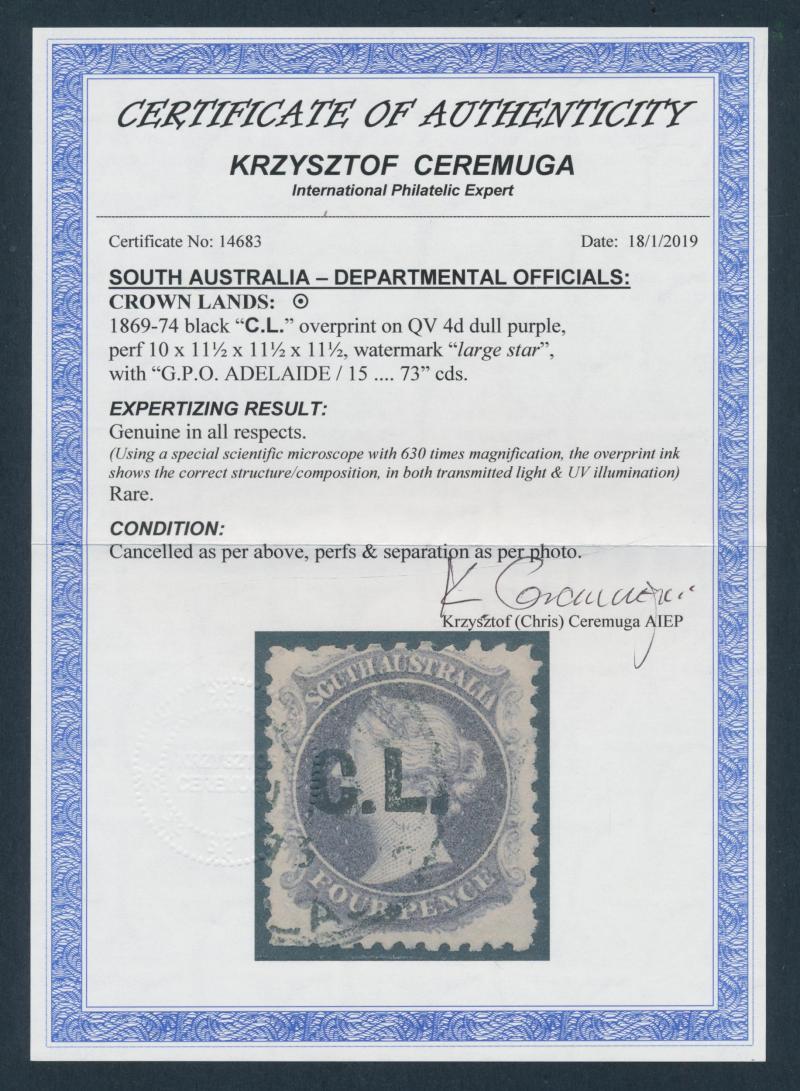 CERTIFICATE OF AUTHENTICITY
KRZYSZTOF CEREMUGA
International Philatelic Expert
Certificate No: 14683 Date: 18/1/2019
SOUTH AUSTRALIA – DEPARTMENTAL OFFICIALS:
CROWN LANDS: ⊙
1869-74 black “C.L.” overprint on QV 4d dull purple,
perf 10 x 11½ x 11½ x 11½, watermark “large star”,
with “G.P.O. ADELAIDE / 15 .... 73” cds.
EXPERTIZING RESULT:
Genuine in all respects.
(Using a special scientific microscope with 630 times magnification, the overprint ink
shows the correct structure/composition, in both transmitted light & UV illumination)
Rare.
CONDITION:
Cancelled as per above, perfs & separation as per photo.
K Ceremuga
Krzysztof (Chris) Ceremuga AIEP
KRZYSZTOF
CEREMUGA
SOUTH AUSTRALIA
C.L.
73
FOUR PENCE